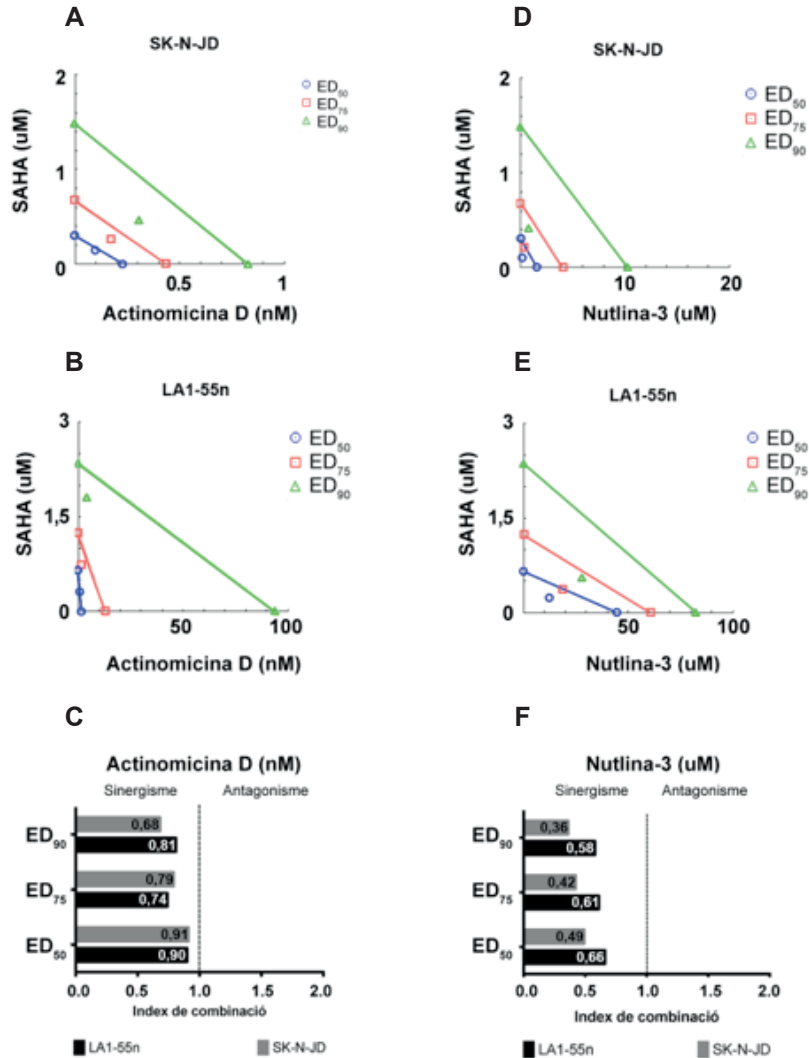 A
SK-N-JD
SAHA (uM)
2
1
0
0.5
1
Actinomicina D (nM)
ED50
ED75
ED90
D
SK-N-JD
SAHA (uM)
2
1
0
10
20
Nutlina-3 (uM)
ED50
ED75
ED90
B
LA1-55n
SAHA (uM)
3
1,5
0
50
100
Actinomicina D (nM)
ED50
ED75
ED90
E
LA1-55n
SAHA (uM)
3
1,5
0
50
100
Nutlina-3 (uM)
ED50
ED75
ED90
C
Actinomicina D (nM)
Sinergisme Antagonisme
ED90
0,68
0,81
ED75
0,79
0,74
ED50
0,91
0,90
0.0 0.5 1.0 1.5 2.0
Index de combinació
LA1-55n SK-N-JD
F
Nutlina-3 (uM)
Sinergisme Antagonisme
ED90
0,36
0,58
ED75
0,42
0,61
ED50
0,49
0,66
0.0 0.5 1.0 1.5 2.0
Index de combinació
LA1-55n SK-N-JD